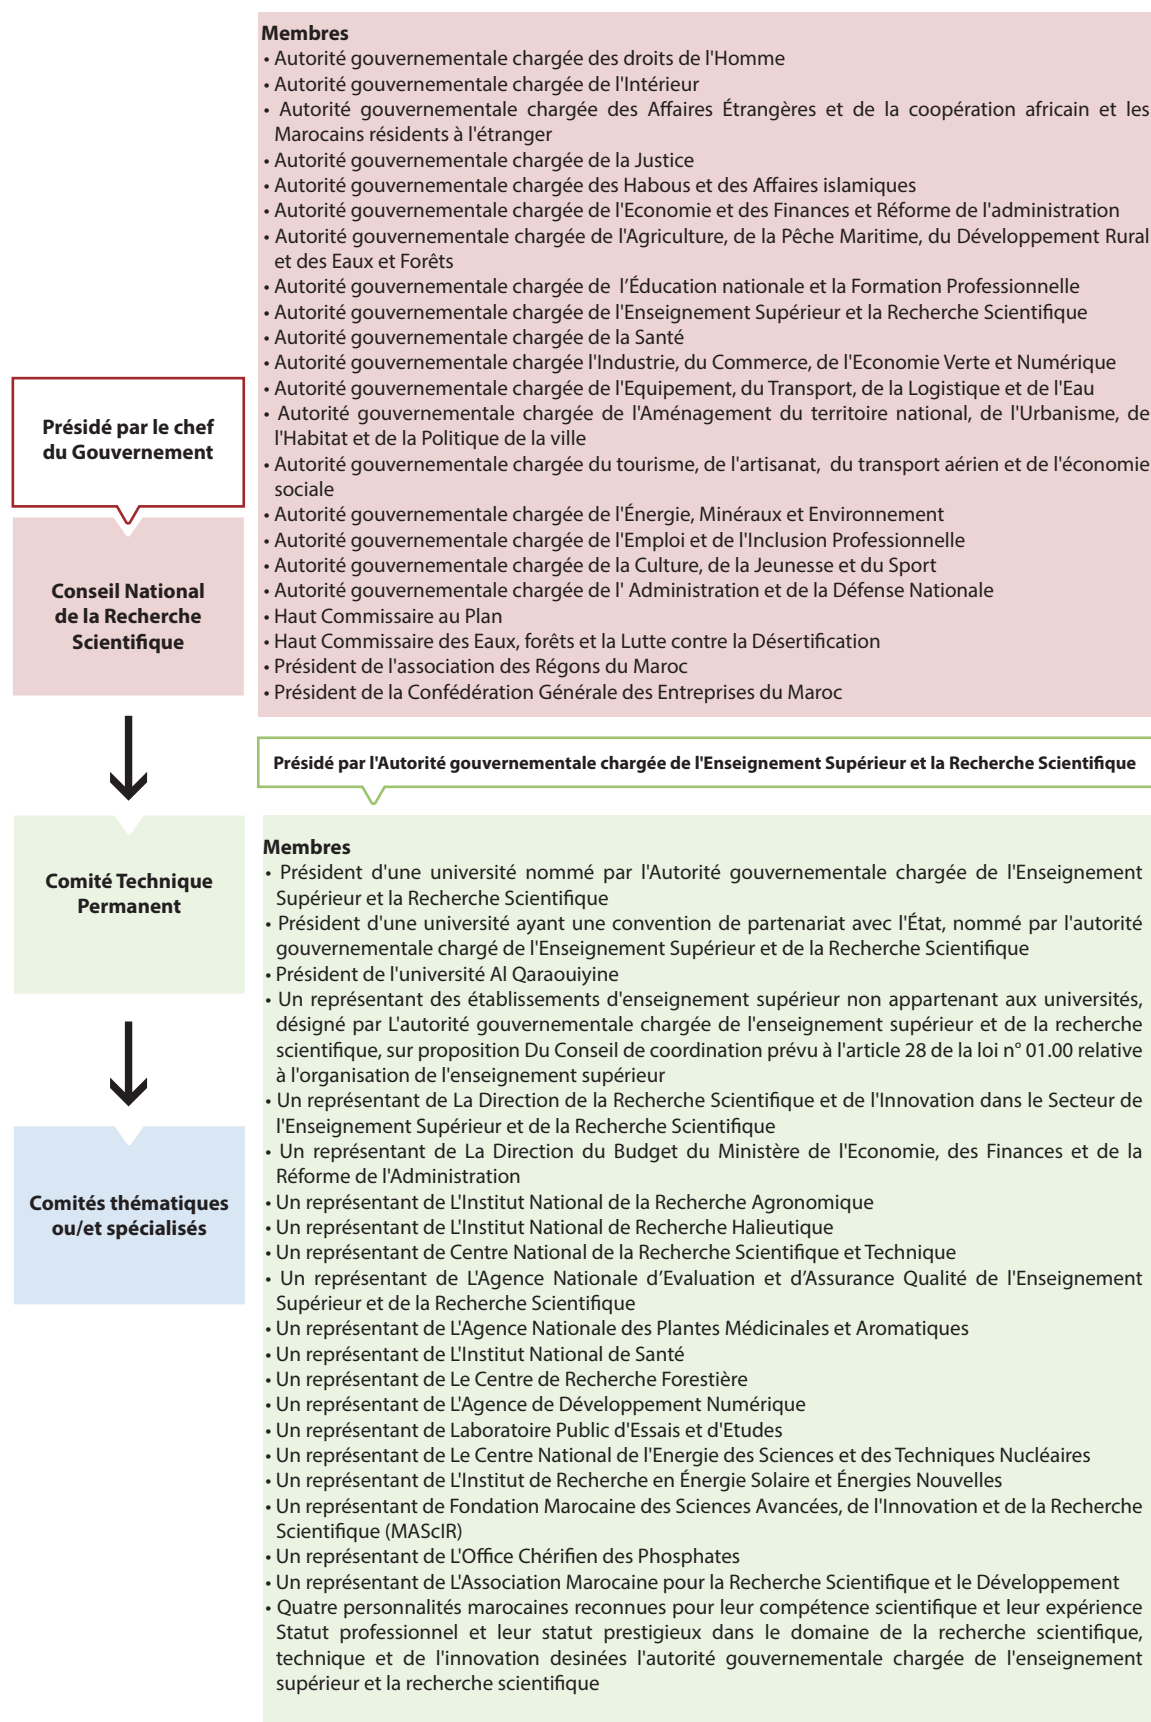 Membres
• Autorité gouvernementale chargée des droits de l'Homme
• Autorité gouvernementale chargée de l'Intérieur
• Autorité gouvernementale chargée des Affaires Étrangères et de la coopération africain et les
Marocains résidents à l'étranger
• Autorité gouvernementale chargée de la Justice
• Autorité gouvernementale chargée des Habous et des Affaires islamiques
• Autorité gouvernementale chargée de l'Economie et des Finances et Réforme de l'administration
• Autorité gouvernementale chargée de l'Agriculture, de la Pêche Maritime, du Développement Rural
et des Eaux et Forêts
• Autorité gouvernementale chargée de l’Éducation nationale et la Formation Professionnelle
• Autorité gouvernementale chargée de l'Enseignement Supérieur et la Recherche Scientifique
• Autorité gouvernementale chargée de la Santé
• Autorité gouvernementale chargée l'Industrie, du Commerce, de l'Economie Verte et Numérique
• Autorité gouvernementale chargée de l'Equipement, du Transport, de la Logistique et de l'Eau
• Autorité gouvernementale chargée de l'Aménagement du territoire national, de l'Urbanisme, de
l'Habitat et de la Politique de la ville
• Autorité gouvernementale chargée du tourisme, de l'artisanat, du transport aérien et de l'économie
sociale
• Autorité gouvernementale chargée de l'Énergie, Minéraux et Environnement
• Autorité gouvernementale chargée de l'Emploi et de l'Inclusion Professionnelle
• Autorité gouvernementale chargée de la Culture, de la Jeunesse et du Sport
• Autorité gouvernementale chargée de l' Administration et de la Défense Nationale
• Haut Commissaire au Plan
• Haut Commissaire des Eaux, forêts et la Lutte contre la Désertification
• Président de l'association des Régons du Maroc
• Président de la Confédération Générale des Entreprises du Maroc
Présidé par le chef
du Gouvernement
Conseil National
de la Recherche
Scientifique
Présidé par l'Autorité gouvernementale chargée de l'Enseignement Supérieur et la Recherche Scientifique
Comité Technique
Permanent
Membres
• Président d'une université nommé par l'Autorité gouvernementale chargée de l'Enseignement
Supérieur et la Recherche Scientifique
• Président d'une université ayant une convention de partenariat avec l'État, nommé par l'autorité
gouvernementale chargé de l'Enseignement Supérieur et de la Recherche Scientifique
• Président de l'université Al Qaraouiyine
• Un représentant des établissements d'enseignement supérieur non appartenant aux universités,
désigné par L'autorité gouvernementale chargée de l'enseignement supérieur et de la recherche
scientifique, sur proposition Du Conseil de coordination prévu à l'article 28 de la loi n° 01.00 relative
à l'organisation de l'enseignement supérieur
• Un représentant de La Direction de la Recherche Scientifique et de l'Innovation dans le Secteur de
l'Enseignement Supérieur et de la Recherche Scientifique
• Un représentant de La Direction du Budget du Ministère de l'Economie, des Finances et de la
Réforme de l'Administration
• Un représentant de L'Institut National de la Recherche Agronomique
• Un représentant de L'Institut National de Recherche Halieutique
• Un représentant de Centre National de la Recherche Scientifique et Technique
• Un représentant de L'Agence Nationale d’Evaluation et d’Assurance Qualité de l'Enseignement
Supérieur et de la Recherche Scientifique
• Un représentant de L'Agence Nationale des Plantes Médicinales et Aromatiques
• Un représentant de L'Institut National de Santé
• Un représentant de Le Centre de Recherche Forestière
• Un représentant de L'Agence de Développement Numérique
• Un représentant de Laboratoire Public d'Essais et d'Etudes
• Un représentant de Le Centre National de l'Energie des Sciences et des Techniques Nucléaires
• Un représentant de L'Institut de Recherche en Énergie Solaire et Énergies Nouvelles
• Un représentant de Fondation Marocaine des Sciences Avancées, de l'Innovation et de la Recherche
Scientifique (MAScIR)
• Un représentant de L'Office Chérifien des Phosphates
• Un représentant de L'Association Marocaine pour la Recherche Scientifique et le Développement
• Quatre personnalités marocaines reconnues pour leur compétence scientifique et leur expérience
Statut professionnel et leur statut prestigieux dans le domaine de la recherche scientifique,
technique et de l'innovation desinées l'autorité gouvernementale chargée de l'enseignement
supérieur et la recherche scientifique
Comités thématiques
ou/et spécialisés